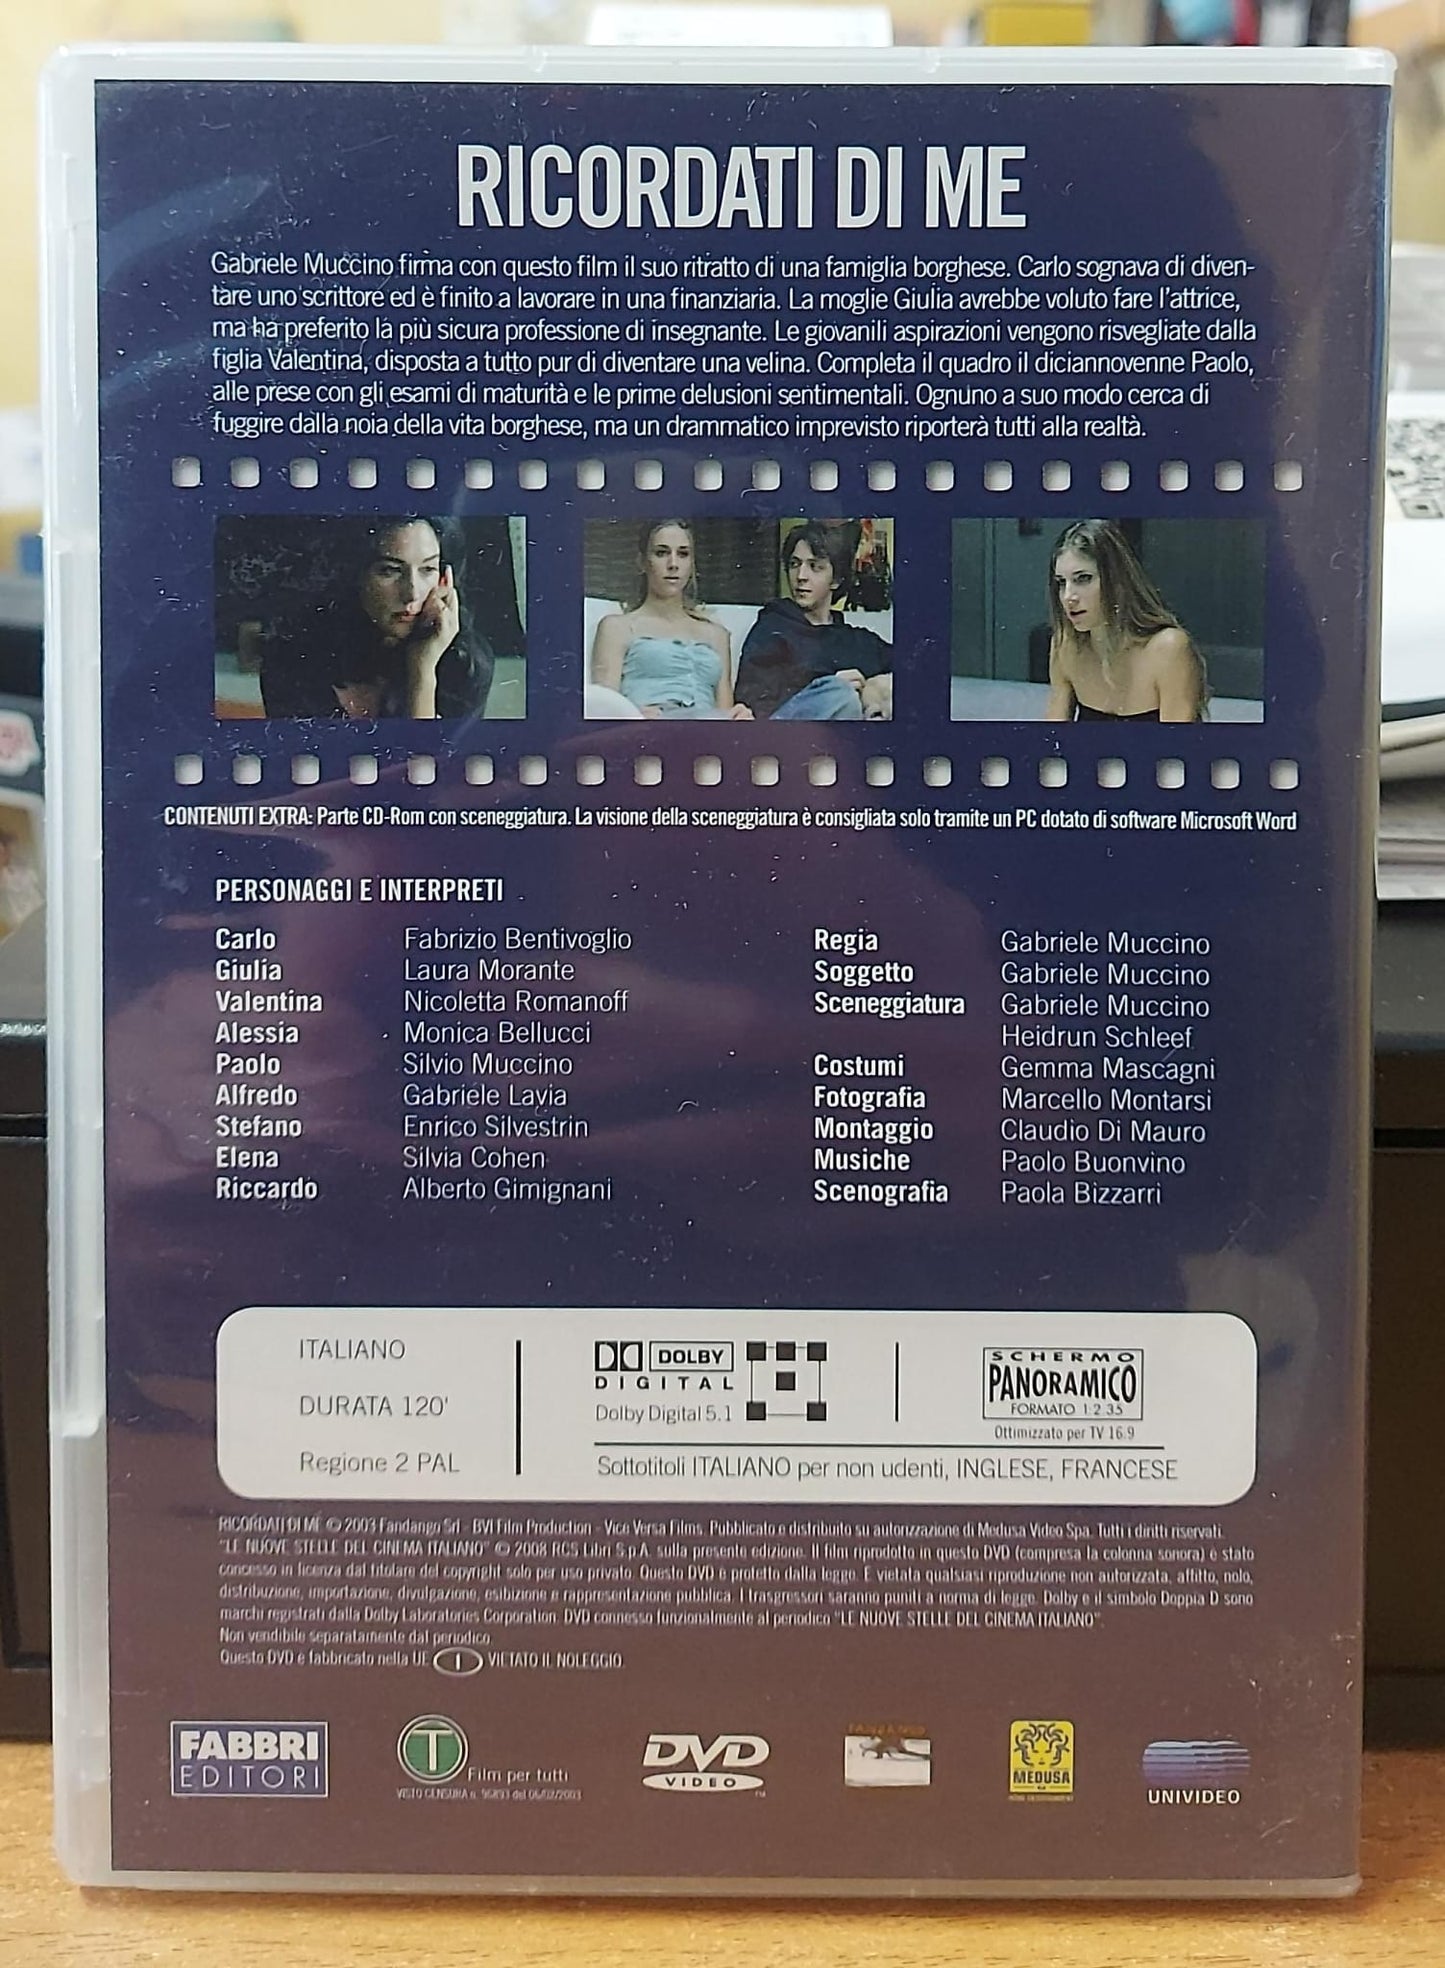 RICORDATI DI ME
Gabriele Muccino firma con questo film il suo ritratto di una famiglia borghese. Carlo sognava di diven-
tare uno scrittore ed è finito a lavorare in una finanziaria. La moglie Giulia avrebbe voluto fare l'attrice,
ma ha preferito la più sicura professione di insegnante. Le giovanili aspirazioni vengono risvegliate dalla
figlia Valentina, disposta a tutto pur di diventare una velina. Completa il quadro il diciannovenne Paolo,
alle prese con gli esami di maturità e le prime delusioni sentimentali. Ognuno a suo modo cerca di
fuggire dalla noia della vita borghese, ma un drammatico imprevisto riporterà tutti alla realtà.
CONTENUTI EXTRA: Parte CD-Rom con sceneggiatura. La visione della sceneggiatura è consigliata solo tramite un PC dotato di software Microsoft Word
PERSONAGGI E INTERPRETI
Carlo Fabrizio Bentivoglio
Giulia Laura Morante
Valentina Nicoletta Romanoff
Alessia Monica Bellucci
Paolo Silvio Muccino
Alfredo Gabriele Lavia
Stefano Enrico Silvestrin
Elena Silvia Cohen
Riccardo Alberto Gimignani
Regia Gabriele Muccino
Soggetto Gabriele Muccino
Sceneggiatura Gabriele Muccino
Heidrun Schleef
Costumi Gemma Mascagni
Fotografia Marcello Montarsi
Montaggio Claudio Di Mauro
Musiche Paolo Buonvino
Scenografia Paola Bizzarri
ITALIANO
DURATA 120'
Regione 2 PAL
DOLBY
DIGITAL
Dolby Digital 5.1
SCHERMO
PANORAMICO
FORMATO 1:2.35
Ottimizzato per TV 16.9
Sottotitoli ITALIANO per non udenti, INGLESE, FRANCESE
RICORDATI DI ME © 2003 Fandango Srl - BVI Film Production - Vice Versa Films. Pubblicato e distribuito su autorizzazione di Medusa Video Spa. Tutti i diritti riservati.
"LE NUOVE STELLE DEL CINEMA ITALIANO" © 2008 RCS Libri S.p.A. sulla presente edizione. Il film riprodotto in questo DVD (compresa la colonna sonora) è stato
concesso in licenza dal titolare del copyright solo per uso privato. Questo DVD è protetto dalla legge. È vietata qualsiasi riproduzione non autorizzata, affitto, nolo,
distribuzione, importazione, divulgazione, esibizione e rappresentazione pubblica. I trasgressori saranno puniti a norma di legge. Dolby e il simbolo Doppia D sono
marchi registrati dalla Dolby Laboratories Corporation. DVD connesso funzionalmente al periodico "LE NUOVE STELLE DEL CINEMA ITALIANO".
Non vendibile separatamente dal periodico.
Questo DVD è fabbricato nella UE I VIETATO IL NOLEGGIO.
FABBRI
EDITORI
T
Film per tutti
VISTO CENSURA n. del 06/02/2003
DVD
VIDEO
FANDANGO
MEDUSA
UNIVIDEO